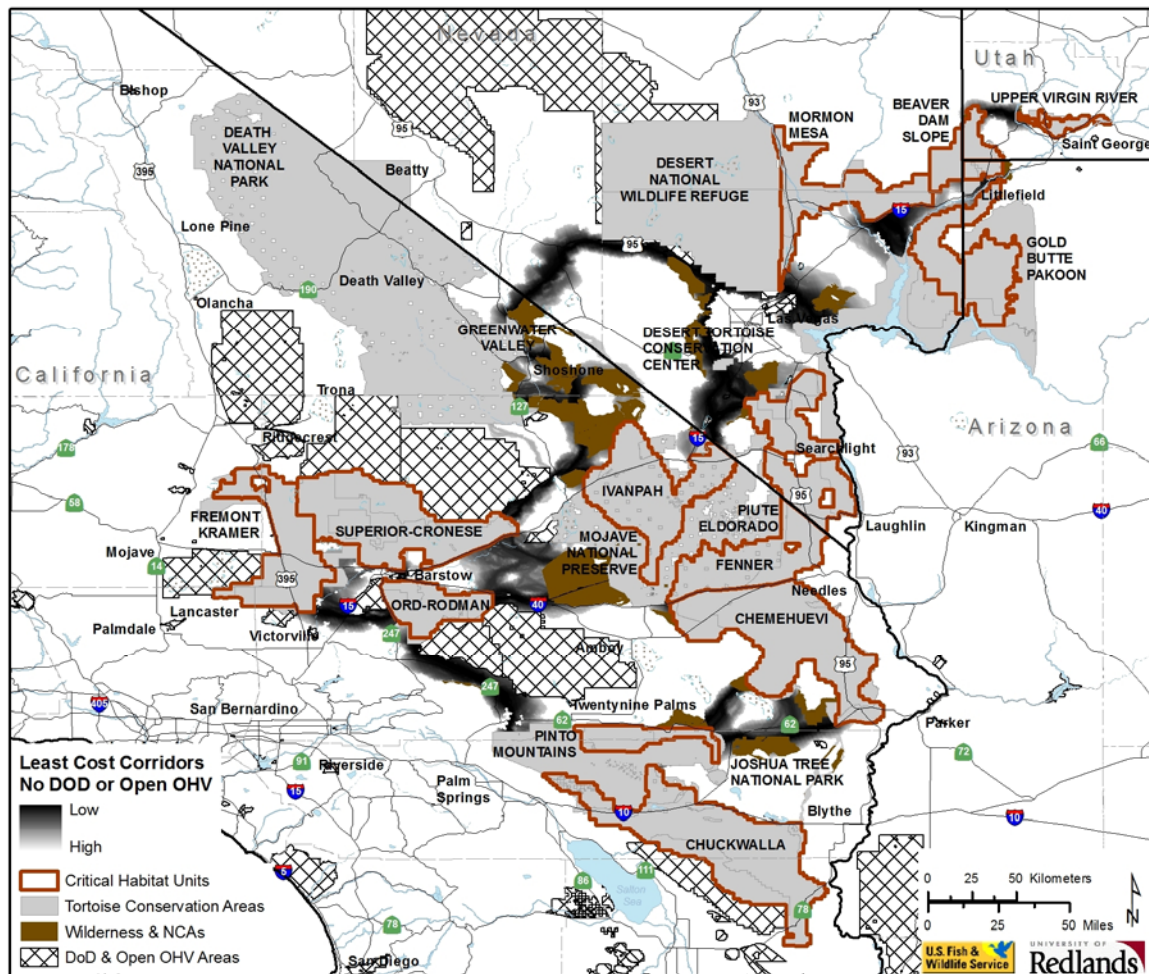 Nevada
Utah
Bishop
93
MORMON
MESA
BEAVER
DAM
SLOPE
UPPER VIRGIN RIVER
Saint George
395
95
DEATH
VALLEY
NATIONAL
PARK
Beatty
DESERT
NATIONAL
WILDLIFE REFUGE
Littlefield
15
Lone Pine
95
GOLD
BUTTE
PAKOON
190
Death Valley
Olancha
Las Vegas
GREENWATER
VALLEY
DESERT TORTOISE
CONSERVATION
CENTER
California
Shoshone
Trona
127
Arizona
15
Ridgecrest
Searchlight
66
178
93
58
IVANPAH
95
40
FREMONT
KRAMER
SUPERIOR-CRONESE
PIUTE
ELDORADO
Laughlin
Kingman
MOJAVE
NATIONAL
PRESERVE
Mojave
14
395
Barstow
FENNER
Lancaster
15
ORD-RODMAN
40
Needles
Palmdale
Victorville
247
CHEMEHUEVI
Amboy
95
247
405
San Bernardino
Twentynine Palms
62
62
Parker
PINTO
MOUNTAINS
72
JOSHUA TREE
NATIONAL PARK
Least Cost Corridors
No DOD or Open OHV
Low
High
91
Riverside
15
Palm
Springs
10
Blythe
10
CHUCKWALLA
5
86
111
Salton
Sea
78
78
San Diego
Critical Habitat Units
Tortoise Conservation Areas
Wilderness & NCAs
DoD & Open OHV Areas
0 25 50 Kilometers
0 25 50 Miles
N
U.S. Fish &
Wildlife Service
UNIVERSITY OF
Redlands